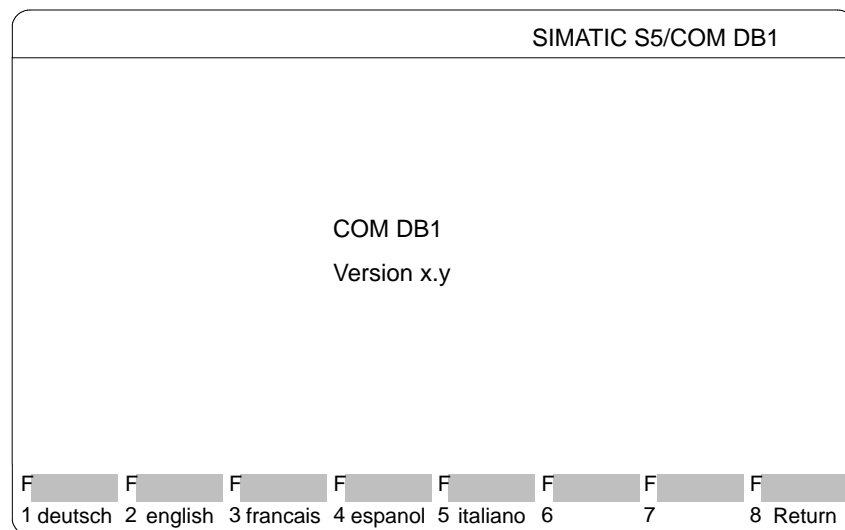 SIMATIC S5/COM DB1
COM DB1
Version x.y
F F F F F F F F
1 deutsch 2 english 3 francais 4 espanol 5 italiano 6 7 8 Return